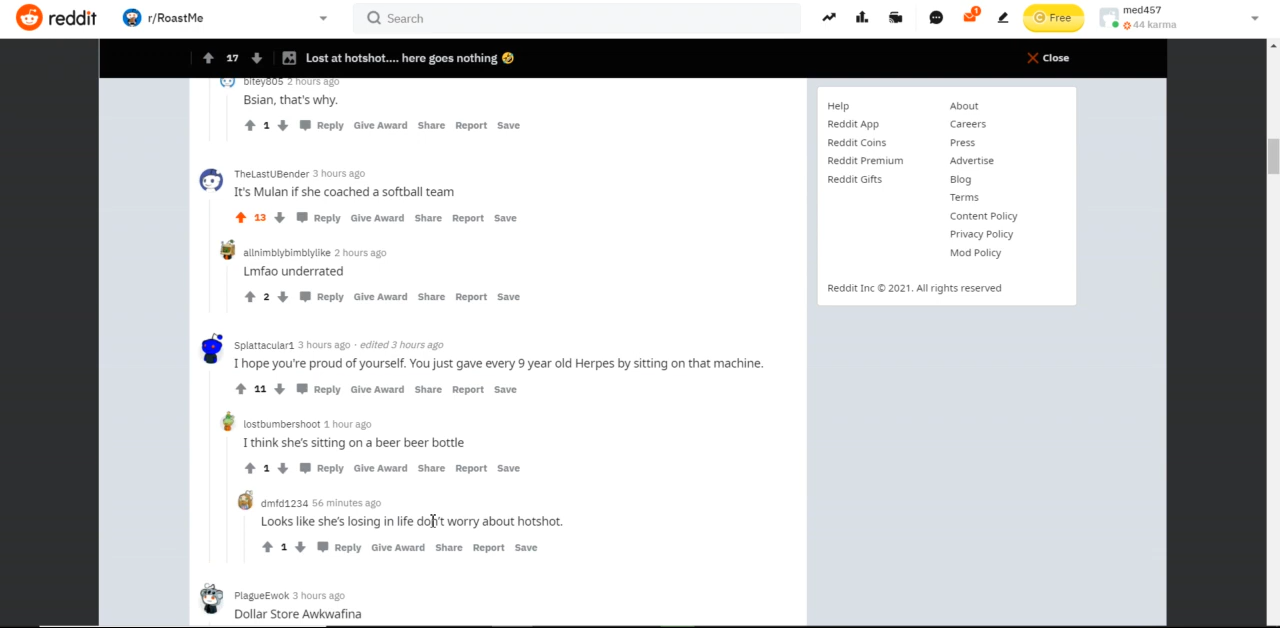 reddit
r/RoastMe
Search
1
Free
med457
44 karma
17
Lost at hotshot.... here goes nothing 🤣
Close
bitey805 2 hours ago
Bsian, that's why.
1 Reply Give Award Share Report Save
TheLastUBender 3 hours ago
It's Mulan if she coached a softball team
13 Reply Give Award Share Report Save
allnimblybimblylike 2 hours ago
Lmfao underrated
2 Reply Give Award Share Report Save
Splattacular1 3 hours ago · edited 3 hours ago
I hope you're proud of yourself. You just gave every 9 year old Herpes by sitting on that machine.
11 Reply Give Award Share Report Save
lostbumbershoot 1 hour ago
I think she's sitting on a beer beer bottle
1 Reply Give Award Share Report Save
dmfd1234 56 minutes ago
Looks like she's losing in life don't worry about hotshot.
1 Reply Give Award Share Report Save
PlagueEwok 3 hours ago
Dollar Store Awkwafina
Help
Reddit App
Reddit Coins
Reddit Premium
Reddit Gifts
About
Careers
Press
Advertise
Blog
Terms
Content Policy
Privacy Policy
Mod Policy
Reddit Inc © 2021. All rights reserved